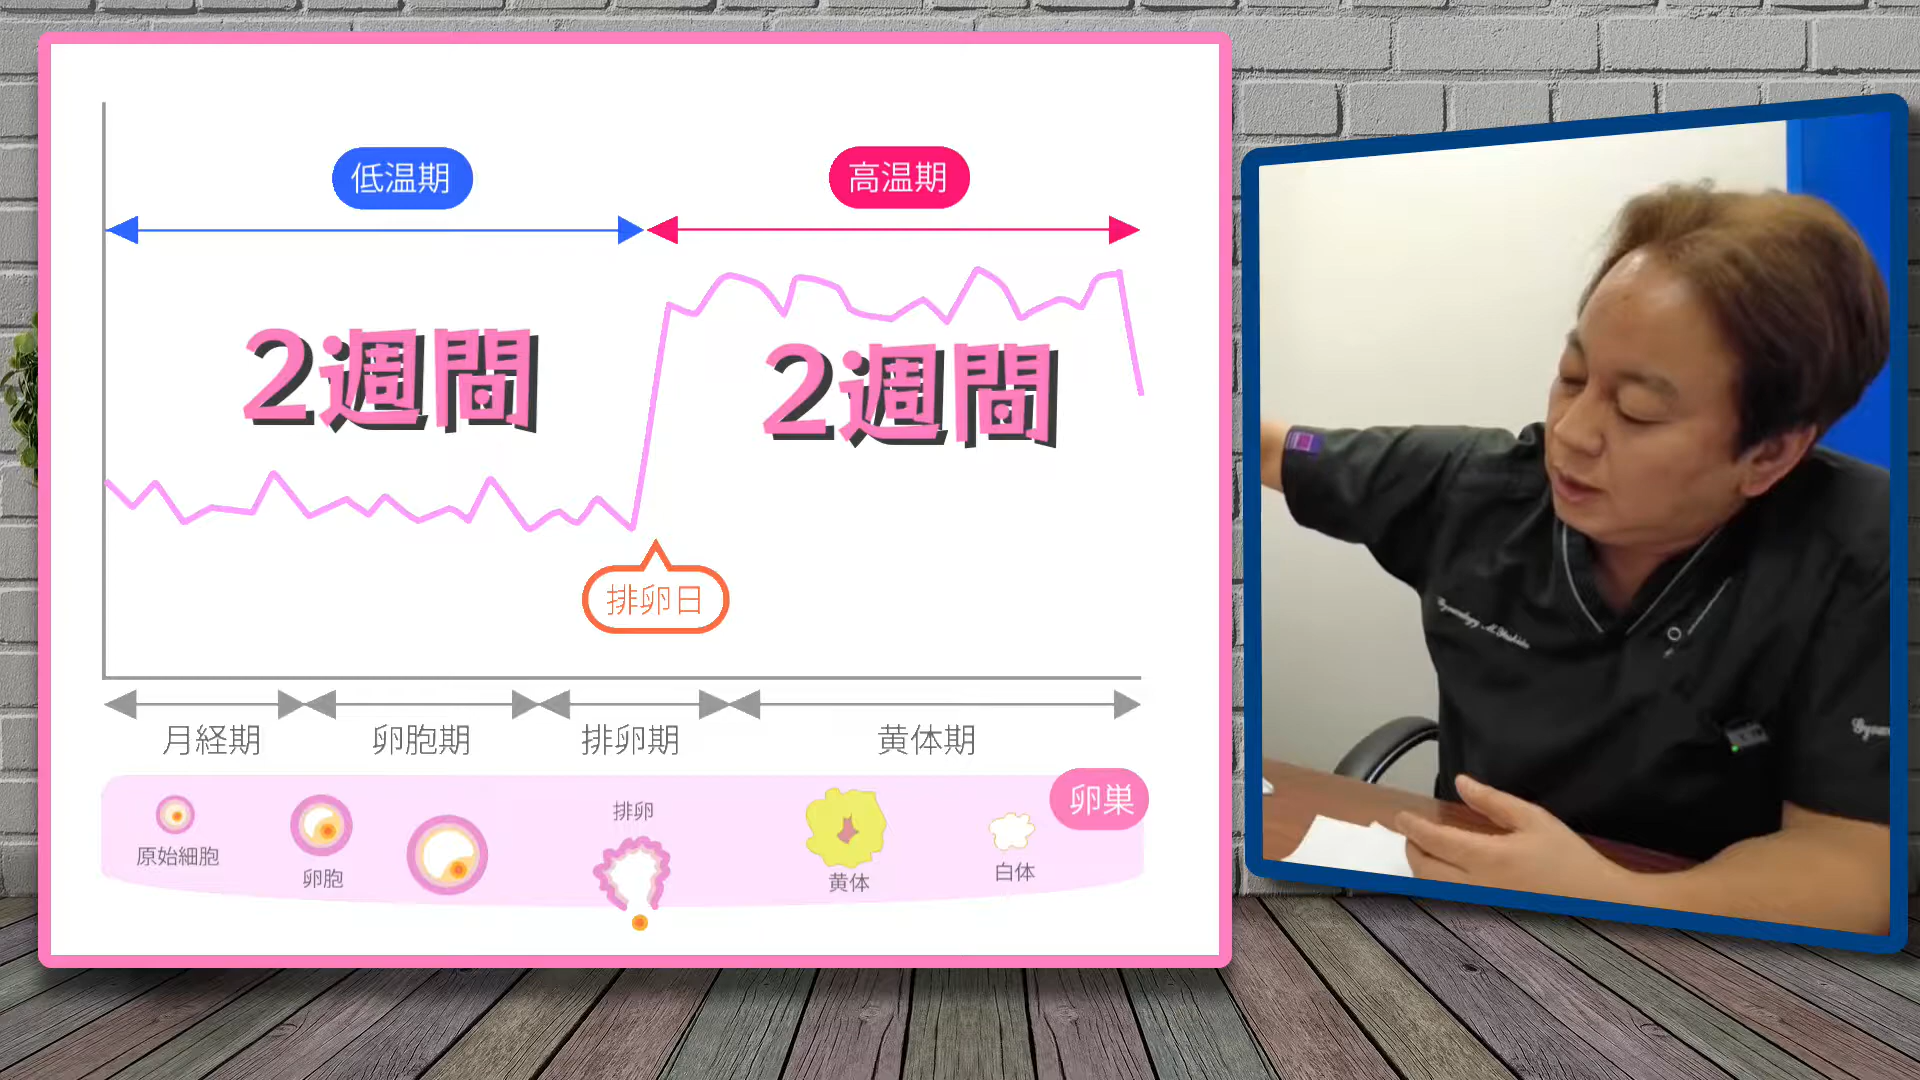 低温期
高温期
2週間
2週間
排卵日
月経期
卵胞期
排卵期
黄体期
卵巣
排卵
原始細胞
卵胞
黄体
白体